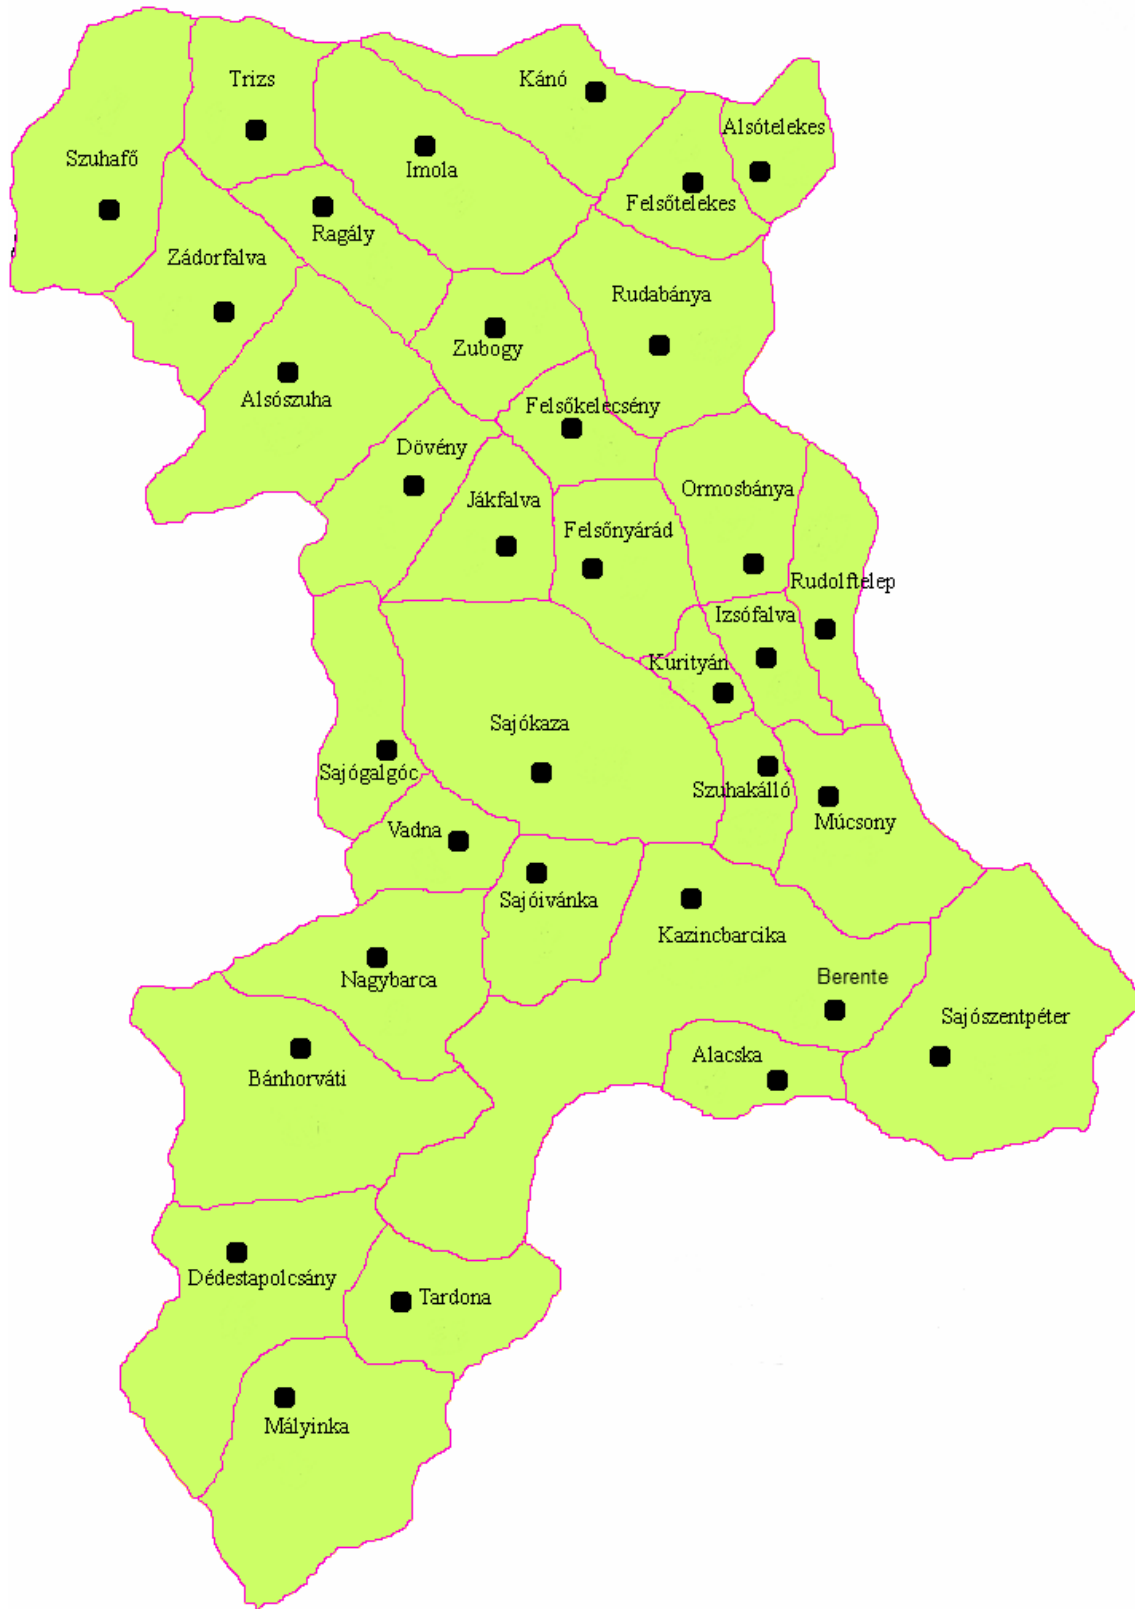 Kánó
Trizs
Alsótelekes
Szuhafő
Imola
Felsőtelekes
Ragály
Zádorfalva
Rudabánya
Zubogy
Alsószuha
Felsőkelecsény
Dövény
Ormosbánya
Jákfalva
Felsőnyárád
Rudolftelep
Izsófalva
Kurityán
Sajókaza
Sajógalgóc
Szuhakálló
Múcsony
Vadna
Sajóivánka
Kazincbarcika
Berente
Nagybarca
Sajószentpéter
Alacska
Bánhorváti
Dédestapolcsány
Tardona
Mályinka